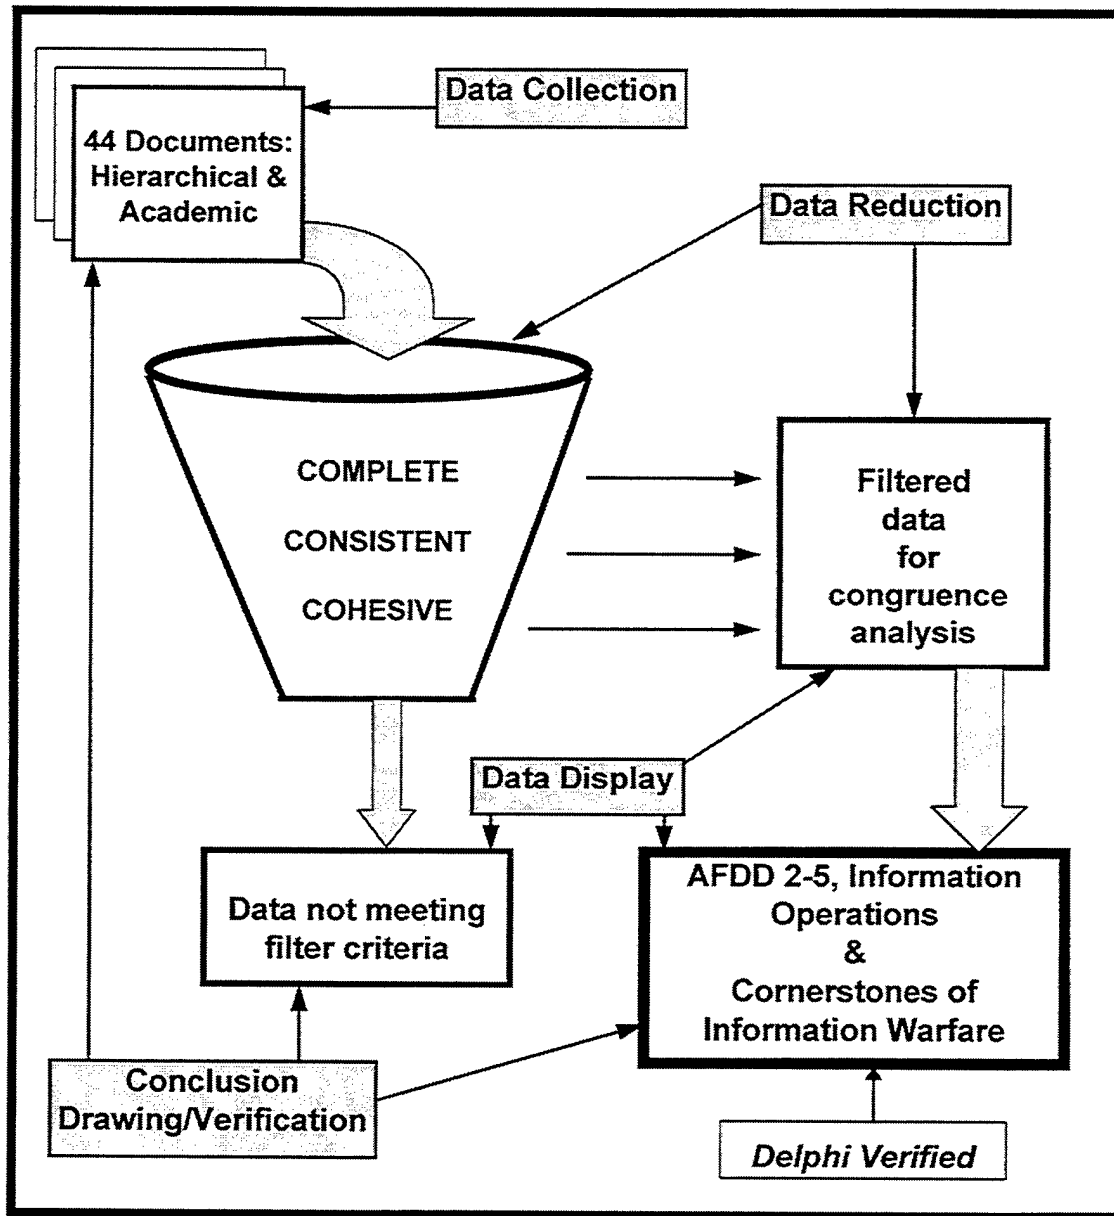 Data Collection
44 Documents:
Hierarchical &
Academic
Data Reduction
COMPLETE
CONSISTENT
COHESIVE
Filtered
data
for
congruence
analysis
Data Display
Data not meeting
filter criteria
AFDD 2-5, Information
Operations
&
Cornerstones of
Information Warfare
Conclusion
Drawing/Verification
Delphi Verified